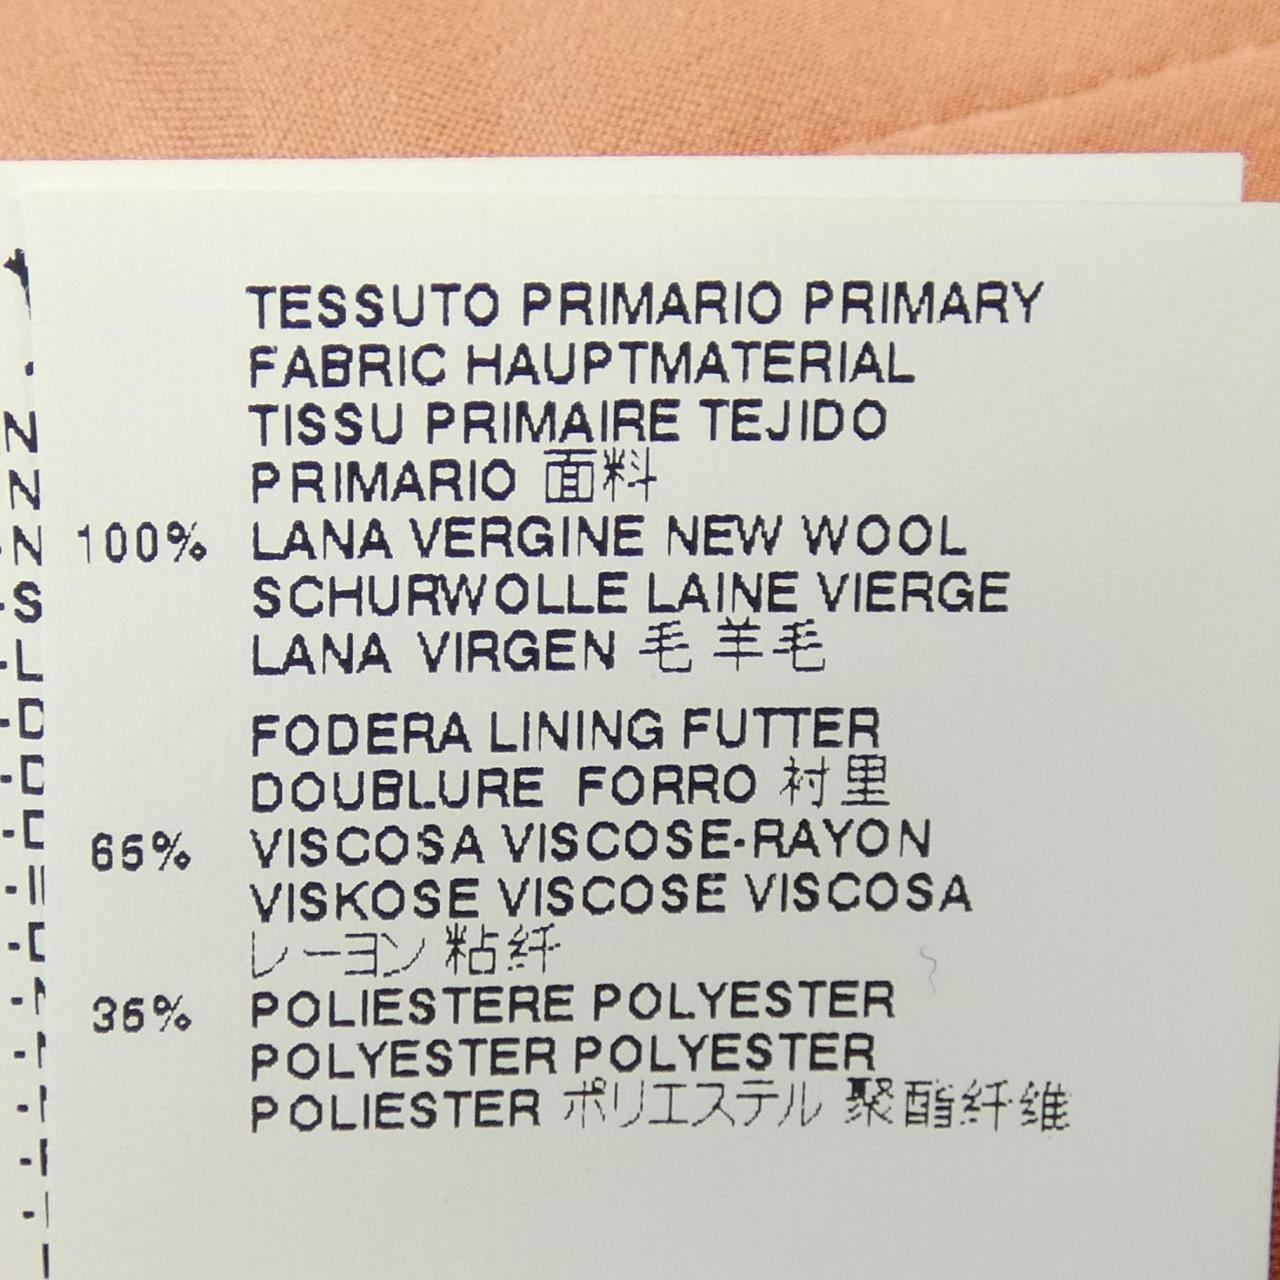 TESSUTO PRIMARIO PRIMARY
FABRIC HAUPTMATERIAL
TISSU PRIMAIRE TEJIDO
PRIMARIO 面料
100% LANA VERGINE NEW WOOL
SCHURWOLLE LAINE VIERGE
LANA VIRGEN 毛 羊毛
FODERA LINING FUTTER
DOUBLURE FORRO 衬里
65% VISCOSA VISCOSE-RAYON
VISKOSE VISCOSE VISCOSA
レーヨン 粘纤
35% POLIESTERE POLYESTER
POLYESTER POLYESTER
POLIESTER ポリエステル 聚酯纤维